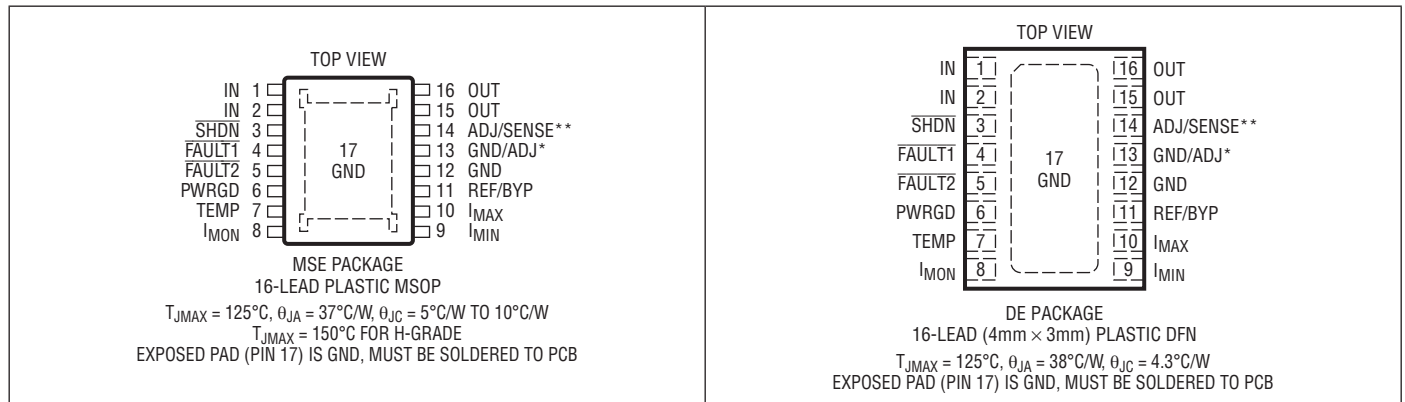 TOP VIEW
IN 1
IN 2
SHDN 3
FAULT1 4
FAULT2 5
PWRGD 6
TEMP 7
IMON 8
16 OUT
15 OUT
14 ADJ/SENSE**
13 GND/ADJ*
12 GND
11 REF/BYP
10 IMAX
9 IMIN
17
GND
MSE PACKAGE
16-LEAD PLASTIC MSOP
TJMAX = 125°C, θJA = 37°C/W, θJC = 5°C/W TO 10°C/W
TJMAX = 150°C FOR H-GRADE
EXPOSED PAD (PIN 17) IS GND, MUST BE SOLDERED TO PCB
TOP VIEW
IN 1
IN 2
SHDN 3
FAULT1 4
FAULT2 5
PWRGD 6
TEMP 7
IMON 8
16 OUT
15 OUT
14 ADJ/SENSE**
13 GND/ADJ*
12 GND
11 REF/BYP
10 IMAX
9 IMIN
17
GND
DE PACKAGE
16-LEAD (4mm × 3mm) PLASTIC DFN
TJMAX = 125°C, θJA = 38°C/W, θJC = 4.3°C/W
EXPOSED PAD (PIN 17) IS GND, MUST BE SOLDERED TO PCB